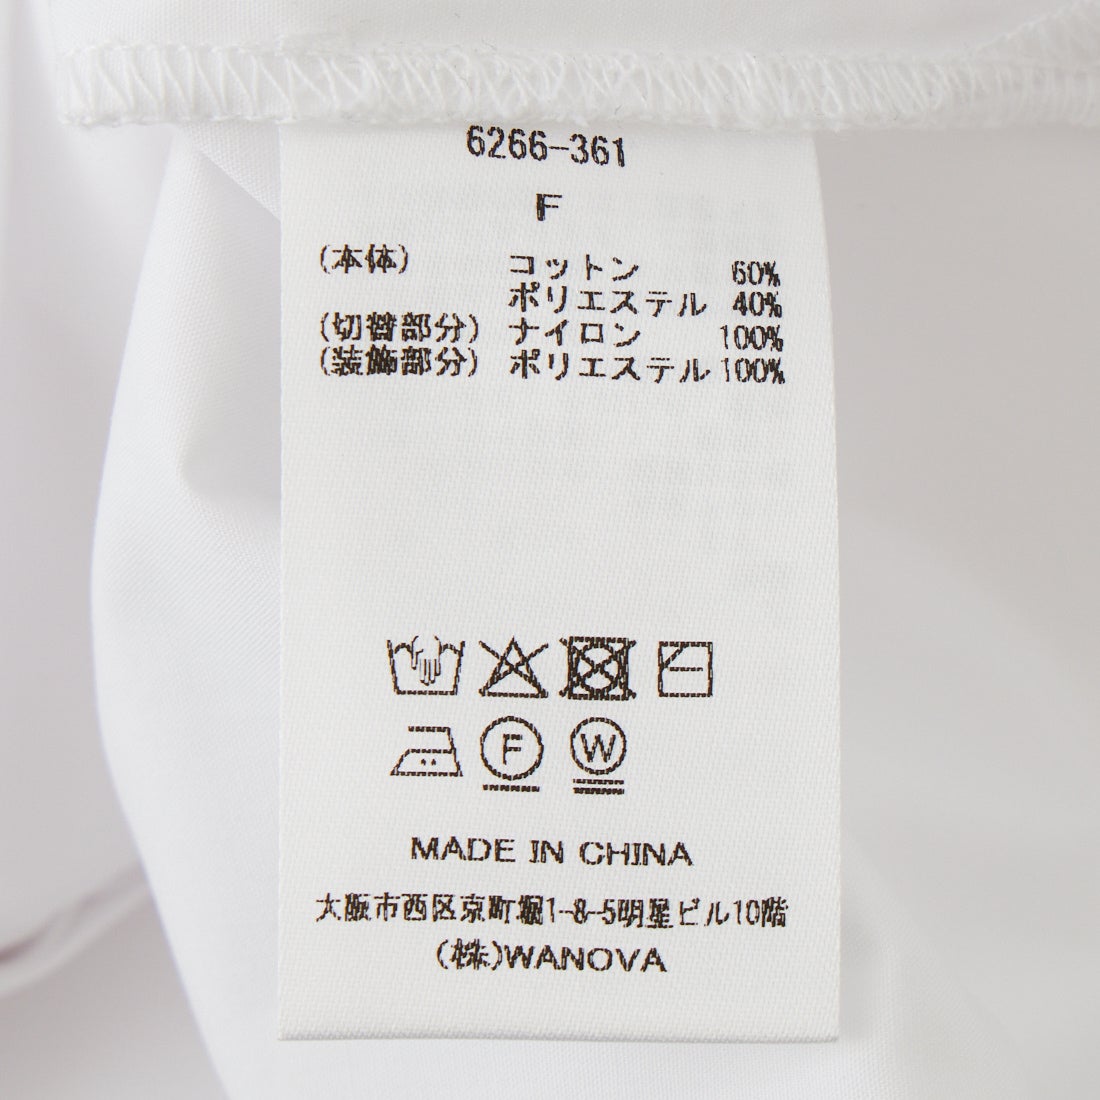 6266-361
F
(本体) コットン 60%
ポリエステル 40%
(切替部分) ナイロン 100%
(装飾部分) ポリエステル 100%
F W
MADE IN CHINA
大阪市西区京町堀1-8-5明星ビル10階
(株)WANOVA